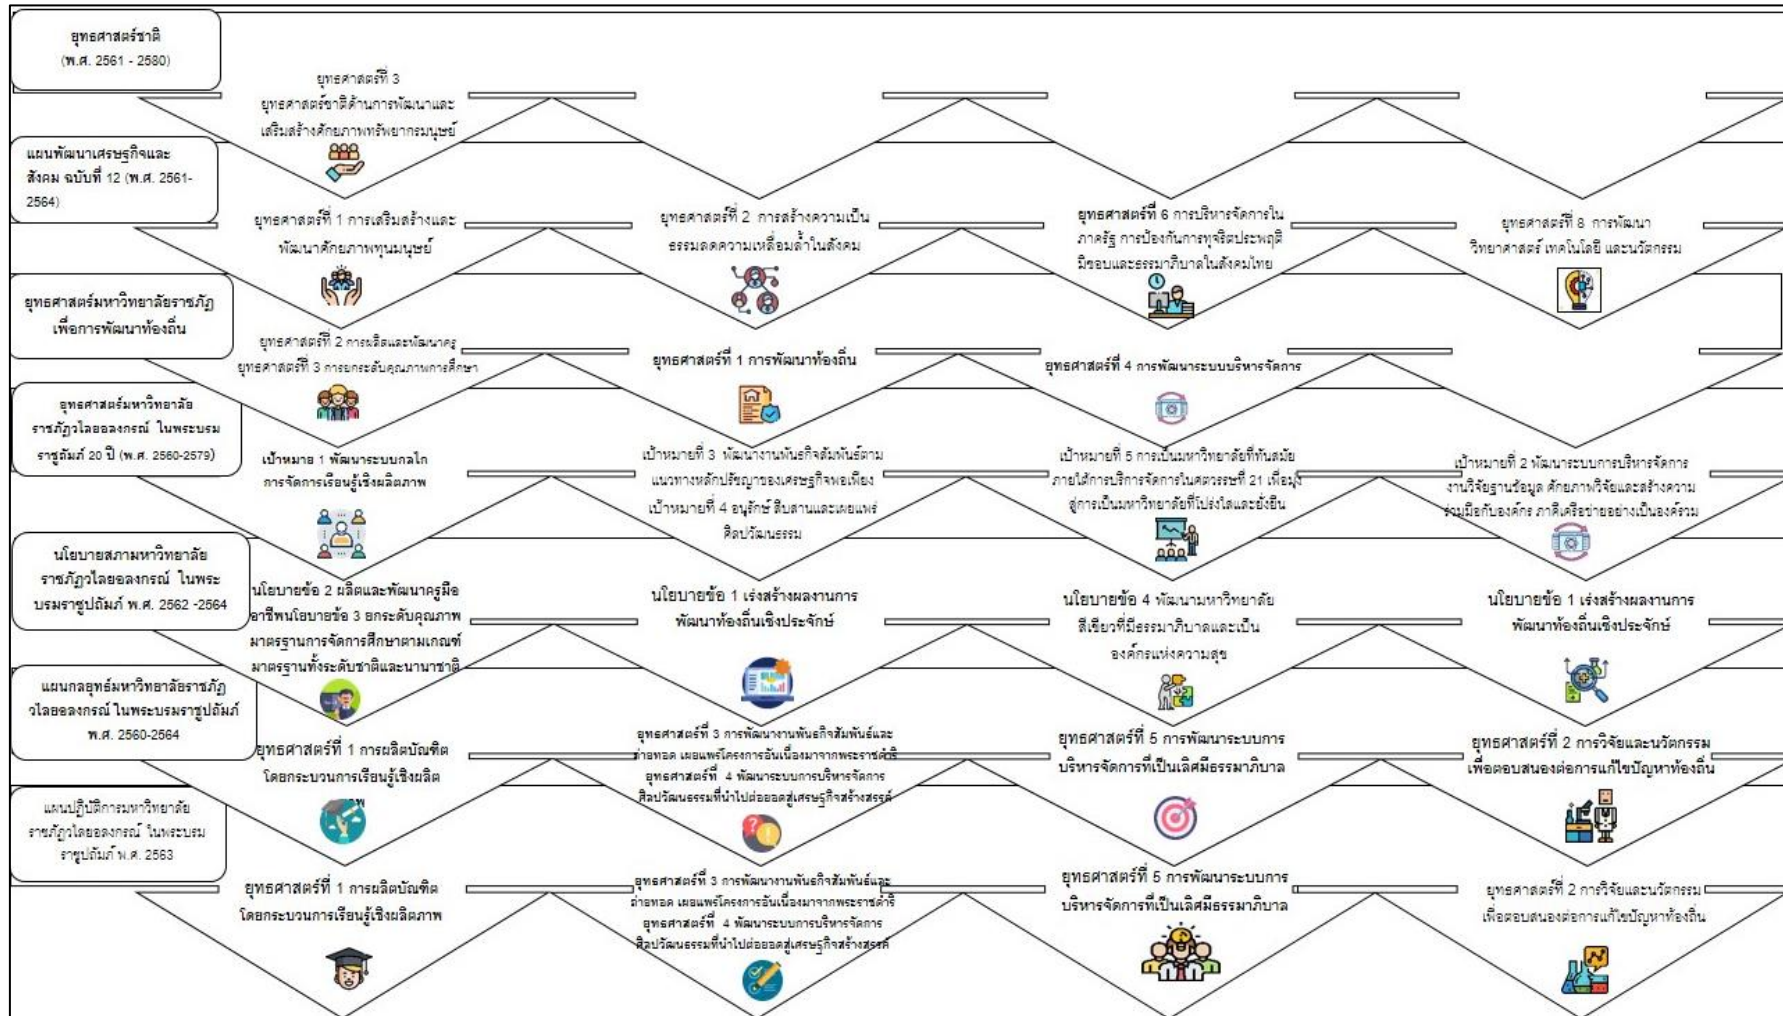 ยุทธศาสตร์ชาติ
(พ.ศ. 2561 - 2580)
ยุทธศาสตร์ที่ 3
ยุทธศาสตร์ชาติด้านการพัฒนาและ
เสริมสร้างศักยภาพทรัพยากรมนุษย์
แผนพัฒนาเศรษฐกิจและ
สังคม ฉบับที่ 12 (พ.ศ. 2561-
2564)
ยุทธศาสตร์ที่ 1 การเสริมสร้างและ
พัฒนาศักยภาพทุนมนุษย์
ยุทธศาสตร์ที่ 2 การสร้างความเป็น
ธรรมลดความเหลื่อมล้ำในสังคม
ยุทธศาสตร์ที่ 6 การบริหารจัดการใน
ภาครัฐ การป้องกันการทุจริตประพฤติ
มิชอบและธรรมาภิบาลในสังคมไทย
ยุทธศาสตร์ที่ 8 การพัฒนา
วิทยาศาสตร์ เทคโนโลยี และนวัตกรรม
ยุทธศาสตร์มหาวิทยาลัยราชภัฏ
เพื่อการพัฒนาท้องถิ่น
ยุทธศาสตร์ที่ 2 การผลิตและพัฒนาครู
ยุทธศาสตร์ที่ 3 การยกระดับคุณภาพการศึกษา
ยุทธศาสตร์ที่ 1 การพัฒนาท้องถิ่น
ยุทธศาสตร์ที่ 4 การพัฒนาระบบบริหารจัดการ
ยุทธศาสตร์มหาวิทยาลัย
ราชภัฏวไลยอลงกรณ์ ในพระบรม
ราชูถัมภ์ 20 ปี (พ.ศ. 2560-2579)
เป้าหมาย 1 พัฒนาระบบกลไก
การจัดการเรียนรู้เชิงผลิตภาพ
เป้าหมายที่ 3 พัฒนางานพันธกิจสัมพันธ์ตาม
แนวทางหลักปรัชญาของเศรษฐกิจพอเพียง
เป้าหมายที่ 4 อนุรักษ์ สืบสานและเผยแพร่
ศิลปวัฒนธรรม
เป้าหมายที่ 5 การเป็นมหาวิทยาลัยที่ทันสมัย
ภายใต้การบริการจัดการในศตวรรษที่ 21 เพื่อมุ่ง
สู่การเป็นมหาวิทยาลัยที่โปร่งใสและยั่งยืน
เป้าหมายที่ 2 พัฒนาระบบการบริหารจัดการ
งานวิจัยฐานข้อมูล ศักยภาพวิจัยและสร้างความ
ร่วมมือกับองค์กร ภาคีเครือข่ายอย่างเป็นองค์รวม
นโยบายสภามหาวิทยาลัย
ราชภัฏวไลยอลงกรณ์ ในพระ
บรมราชูปถัมภ์ พ.ศ. 2562 -2564
นโยบายข้อ 2 ผลิตและพัฒนาครูมือ
อาชีพนโยบายข้อ 3 ยกระดับคุณภาพ
มาตรฐานการจัดการศึกษาตามเกณฑ์
มาตรฐานทั้งระดับชาติและนานาชาติ
นโยบายข้อ 1 เร่งสร้างผลงานการ
พัฒนาท้องถิ่นเชิงประจักษ์
นโยบายข้อ 4 พัฒนามหาวิทยาลัย
สีเขียวที่มีธรรมาภิบาลและเป็น
องค์กรแห่งความสุข
นโยบายข้อ 1 เร่งสร้างผลงานการ
พัฒนาท้องถิ่นเชิงประจักษ์
แผนกลยุทธ์มหาวิทยาลัยราชภัฏ
วไลยอลงกรณ์ ในพระบรมราชูปถัมภ์
พ.ศ. 2560-2564
ยุทธศาสตร์ที่ 1 การผลิตบัณฑิต
โดยกระบวนการเรียนรู้เชิงผลิต
ภาพ
ยุทธศาสตร์ที่ 3 การพัฒนางานพันธกิจสัมพันธ์และ
ถ่ายทอด เผยแพร่โครงการอันเนื่องมาจากพระราชดำริ
ยุทธศาสตร์ที่ 4 พัฒนาระบบการบริหารจัดการ
ศิลปวัฒนธรรมที่นำไปต่อยอดสู่เศรษฐกิจสร้างสรรค์
ยุทธศาสตร์ที่ 5 การพัฒนาระบบการ
บริหารจัดการที่เป็นเลิศมีธรรมาภิบาล
ยุทธศาสตร์ที่ 2 การวิจัยและนวัตกรรม
เพื่อตอบสนองต่อการแก้ไขปัญหาท้องถิ่น
แผนปฏิบัติการมหาวิทยาลัย
ราชภัฏวไลยอลงกรณ์ ในพระบรม
ราชูปถัมภ์ พ.ศ. 2563
ยุทธศาสตร์ที่ 1 การผลิตบัณฑิต
โดยกระบวนการเรียนรู้เชิงผลิตภาพ
ยุทธศาสตร์ที่ 3 การพัฒนางานพันธกิจสัมพันธ์และ
ถ่ายทอด เผยแพร่โครงการอันเนื่องมาจากพระราชดำริ
ยุทธศาสตร์ที่ 4 พัฒนาระบบการบริหารจัดการ
ศิลปวัฒนธรรมที่นำไปต่อยอดสู่เศรษฐกิจสร้างสรรค์
ยุทธศาสตร์ที่ 5 การพัฒนาระบบการ
บริหารจัดการที่เป็นเลิศมีธรรมาภิบาล
ยุทธศาสตร์ที่ 2 การวิจัยและนวัตกรรม
เพื่อตอบสนองต่อการแก้ไขปัญหาท้องถิ่น